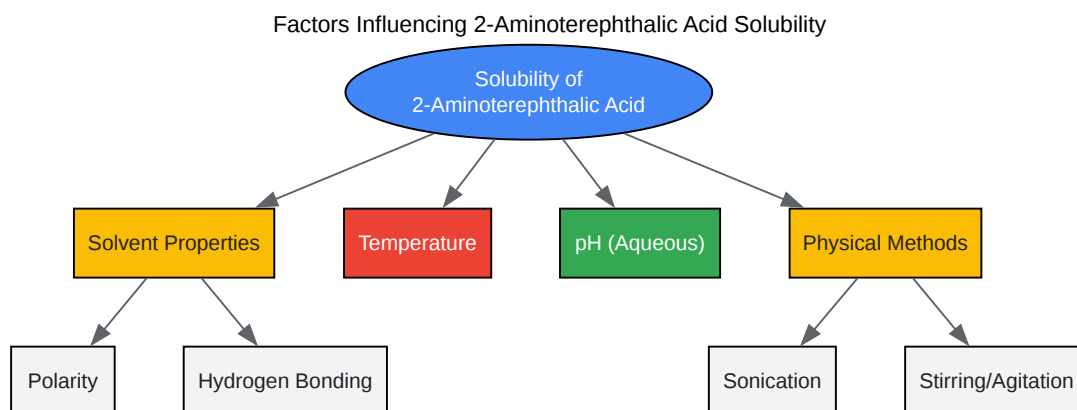 Factors Influencing 2-Aminoterephthalic Acid Solubility
Solubility of
2-Aminoterephthalic Acid
Solvent Properties
Temperature
pH (Aqueous)
Physical Methods
Polarity
Hydrogen Bonding
Sonication
Stirring/Agitation